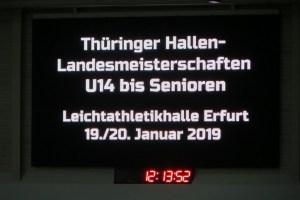 Thüringer Hallen-
Landesmeisterschaften
U14 bis Senioren
Leichtathletikhalle Erfurt
19./20. Januar 2019
12:13:52